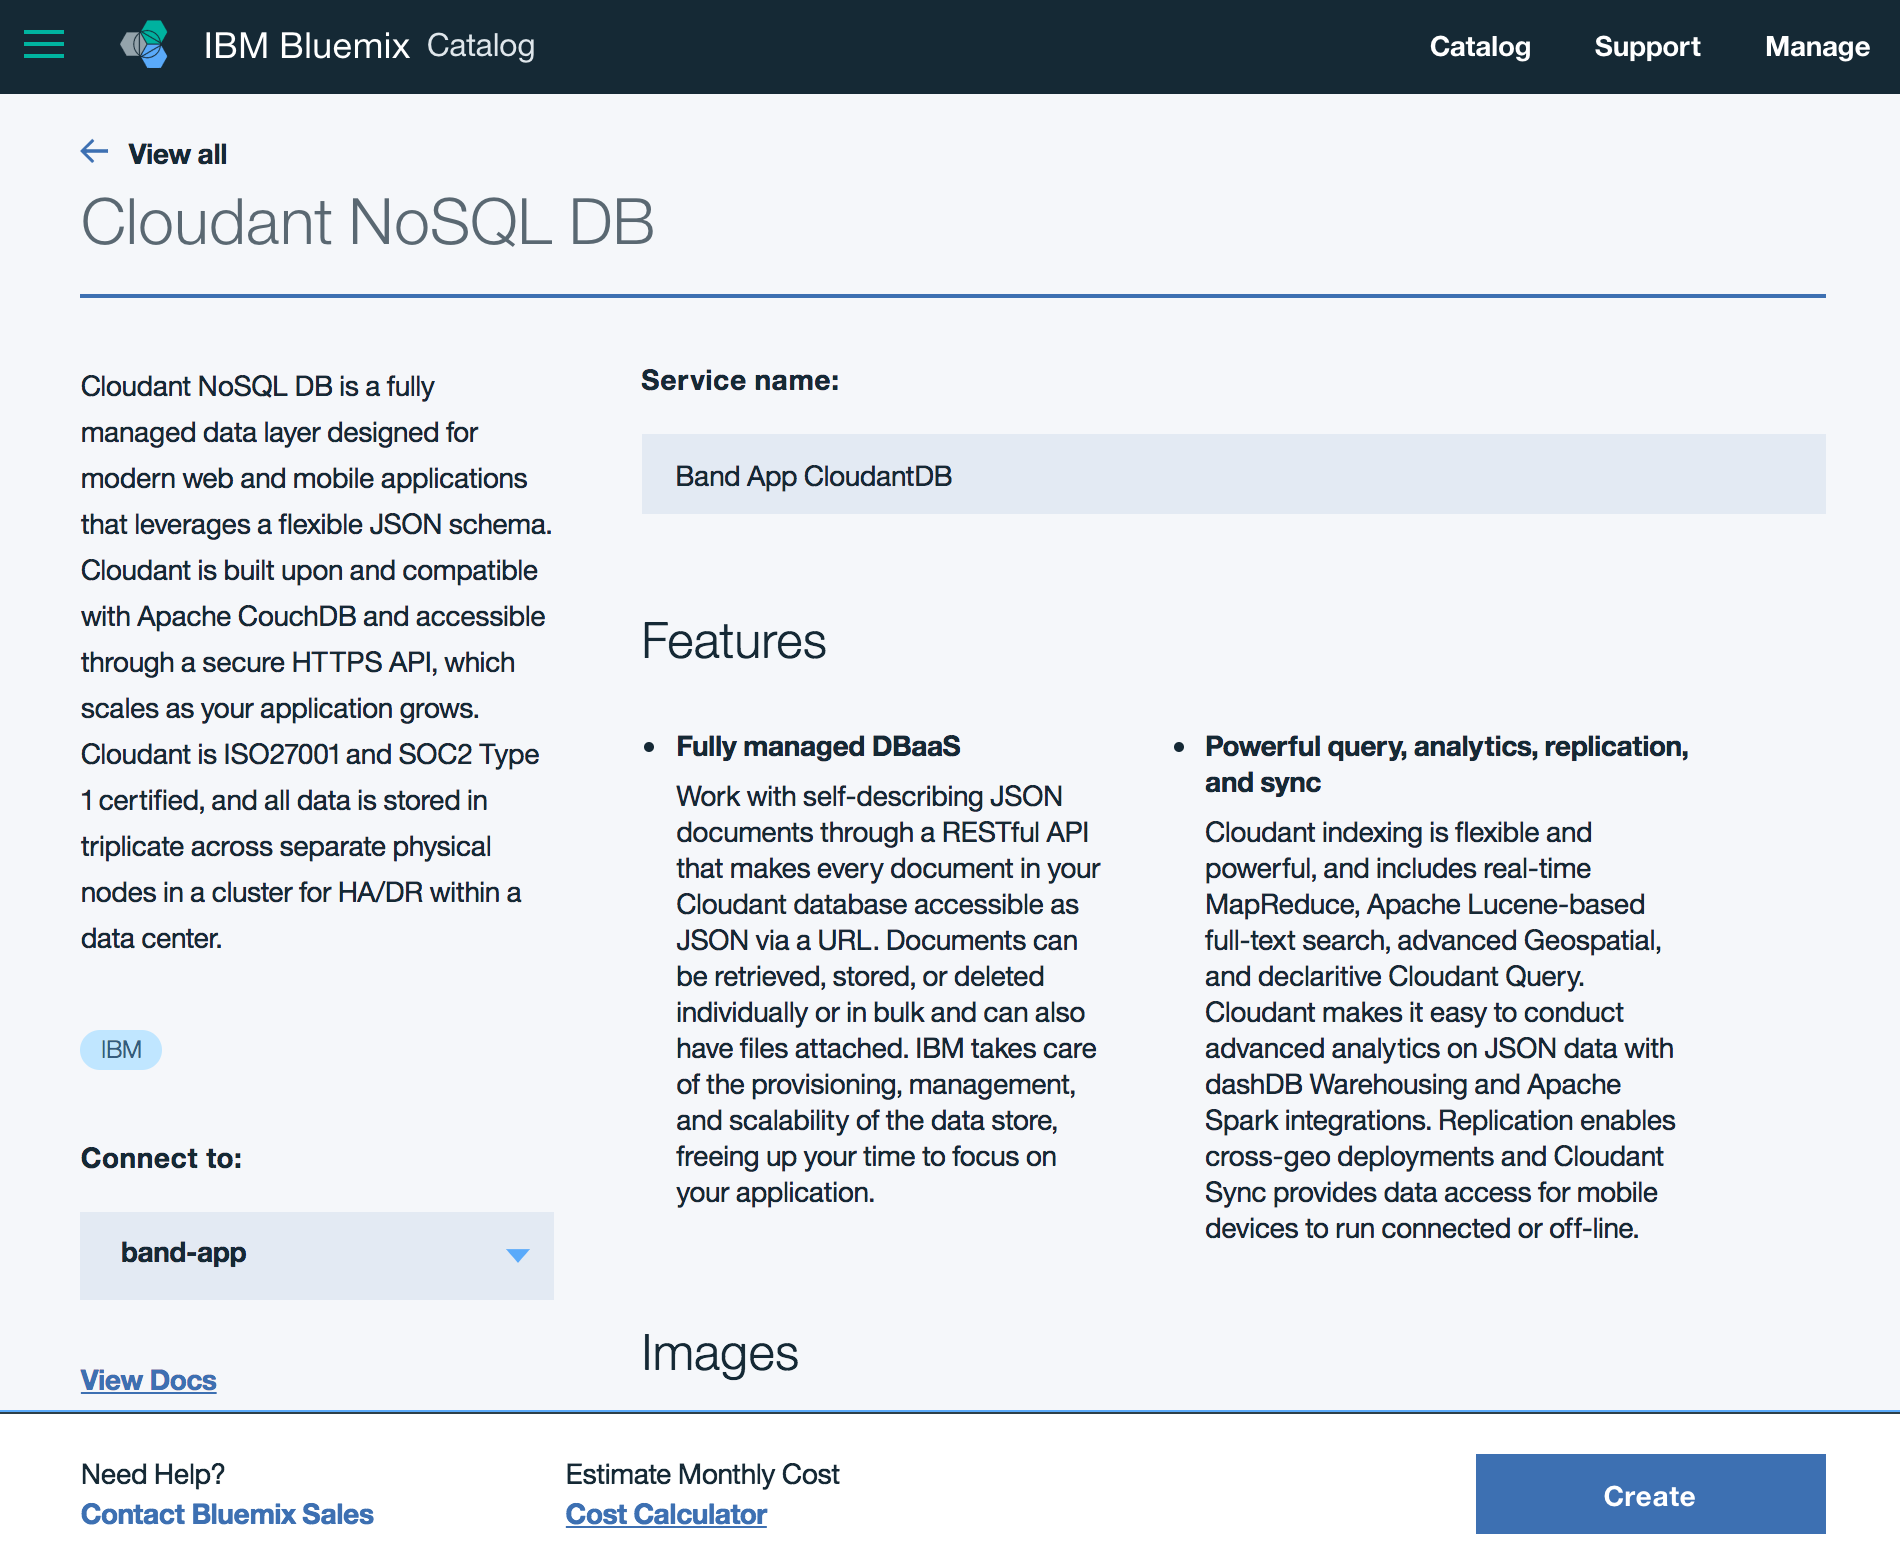 IBM Bluemix Catalog
Catalog
Support
Manage
View all
Cloudant NoSQL DB
Cloudant NoSQL DB is a fully
managed data layer designed for
modern web and mobile applications
that leverages a flexible JSON schema.
Cloudant is built upon and compatible
with Apache CouchDB and accessible
through a secure HTTPS API, which
scales as your application grows.
Cloudant is ISO27001 and SOC2 Type
1 certified, and all data is stored in
triplicate across separate physical
nodes in a cluster for HA/DR within a
data center.
IBM
Connect to:
band-app
View Docs
Service name:
Band App CloudantDB
Features
Fully managed DBaaS
Work with self-describing JSON
documents through a RESTful API
that makes every document in your
Cloudant database accessible as
JSON via a URL. Documents can
be retrieved, stored, or deleted
individually or in bulk and can also
have files attached. IBM takes care
of the provisioning, management,
and scalability of the data store,
freeing up your time to focus on
your application.
Powerful query, analytics, replication,
and sync
Cloudant indexing is flexible and
powerful, and includes real-time
MapReduce, Apache Lucene-based
full-text search, advanced Geospatial,
and declaritive Cloudant Query.
Cloudant makes it easy to conduct
advanced analytics on JSON data with
dashDB Warehousing and Apache
Spark integrations. Replication enables
cross-geo deployments and Cloudant
Sync provides data access for mobile
devices to run connected or off-line.
Images
Need Help?
Contact Bluemix Sales
Estimate Monthly Cost
Cost Calculator
Create